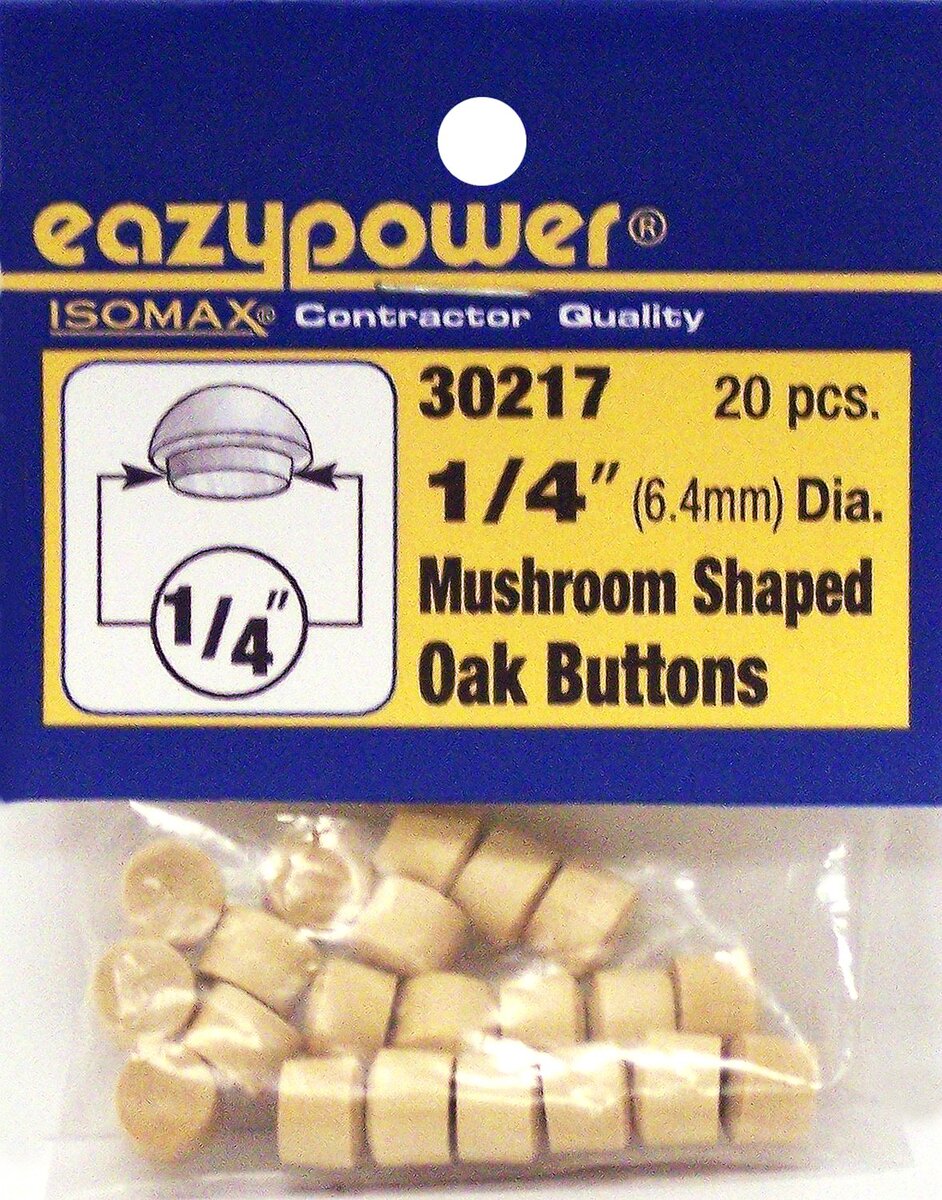 eazypower®
ISOMAX® Contractor Quality
30217 20 pcs.
1/4" (6.4mm) Dia.
Mushroom Shaped
Oak Buttons
1/4"